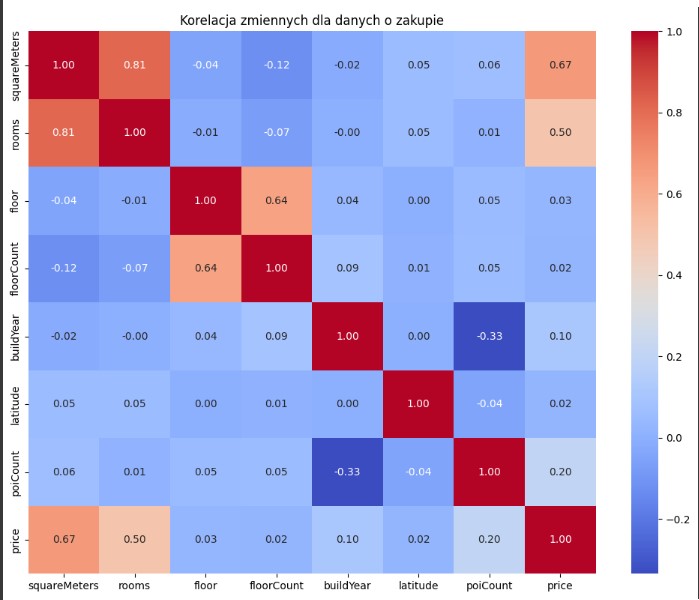 Korelacja zmiennych dla danych o zakupie
squareMeters 1.00 0.81 -0.04 -0.12 -0.02 0.05 0.06 0.67
rooms 0.81 1.00 -0.01 -0.07 -0.00 0.05 0.01 0.50
floor -0.04 -0.01 1.00 0.64 0.04 0.00 0.05 0.03
floorCount -0.12 -0.07 0.64 1.00 0.09 0.01 0.05 0.02
buildYear -0.02 -0.00 0.04 0.09 1.00 0.00 -0.33 0.10
latitude 0.05 0.05 0.00 0.01 0.00 1.00 -0.04 0.02
poiCount 0.06 0.01 0.05 0.05 -0.33 -0.04 1.00 0.20
price 0.67 0.50 0.03 0.02 0.10 0.02 0.20 1.00
squareMeters rooms floor floorCount buildYear latitude poiCount price
1.0
0.8
0.6
0.4
0.2
0.0
−0.2